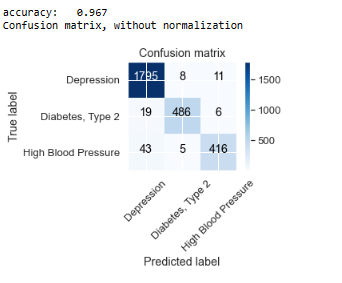 accuracy:   0.967
Confusion matrix, without normalization
Confusion matrix
True label
Depression
1795 8 11
Diabetes, Type 2
19 486 6
High Blood Pressure
43 5 416
1500
1000
500
Depression
Diabetes, Type 2
High Blood Pressure
Predicted label